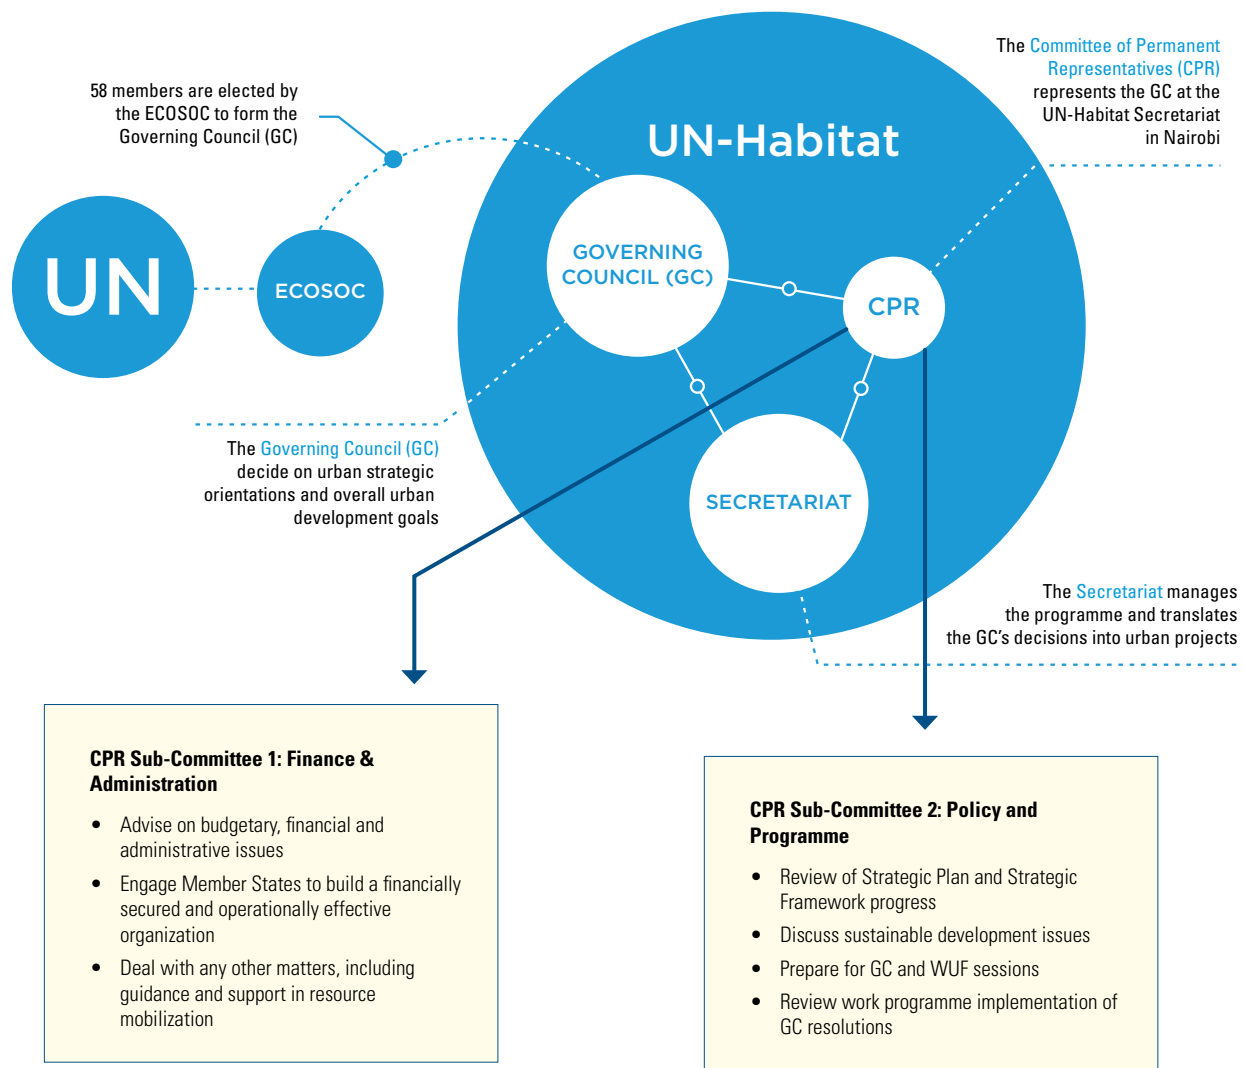 58 members are elected by
the ECOSOC to form the
Governing Council (GC)
The Committee of Permanent
Representatives (CPR)
represents the GC at the
UN-Habitat Secretariat
in Nairobi
UN-Habitat
UN
ECOSOC
GOVERNING
COUNCIL (GC)
CPR
SECRETARIAT
The Governing Council (GC)
decide on urban strategic
orientations and overall urban
development goals
The Secretariat manages
the programme and translates
the GC's decisions into urban projects
CPR Sub-Committee 1: Finance &
Administration
• Advise on budgetary, financial and
administrative issues
• Engage Member States to build a financially
secured and operationally effective
organization
• Deal with any other matters, including
guidance and support in resource
mobilization
CPR Sub-Committee 2: Policy and
Programme
• Review of Strategic Plan and Strategic
Framework progress
• Discuss sustainable development issues
• Prepare for GC and WUF sessions
• Review work programme implementation of
GC resolutions